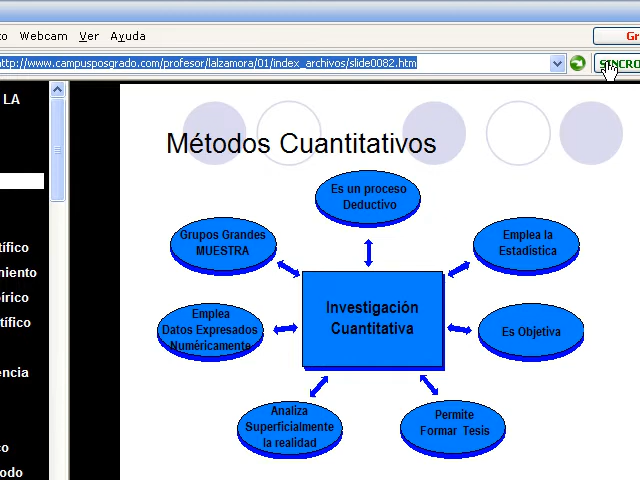 Webcam Ver Ayuda
http://www.campusposgrado.com/profesor/lalzamora/01/index_archivos/slide0082.htm
LA
Métodos Cuantitativos
Es un proceso
Deductivo
Grupos Grandes
MUESTRA
Emplea la
Estadística
Investigación
Cuantitativa
Emplea
Datos Expresados
Numéricamente
Es Objetiva
Analiza
Superficialmente
la realidad
Permite
Formar Tesis